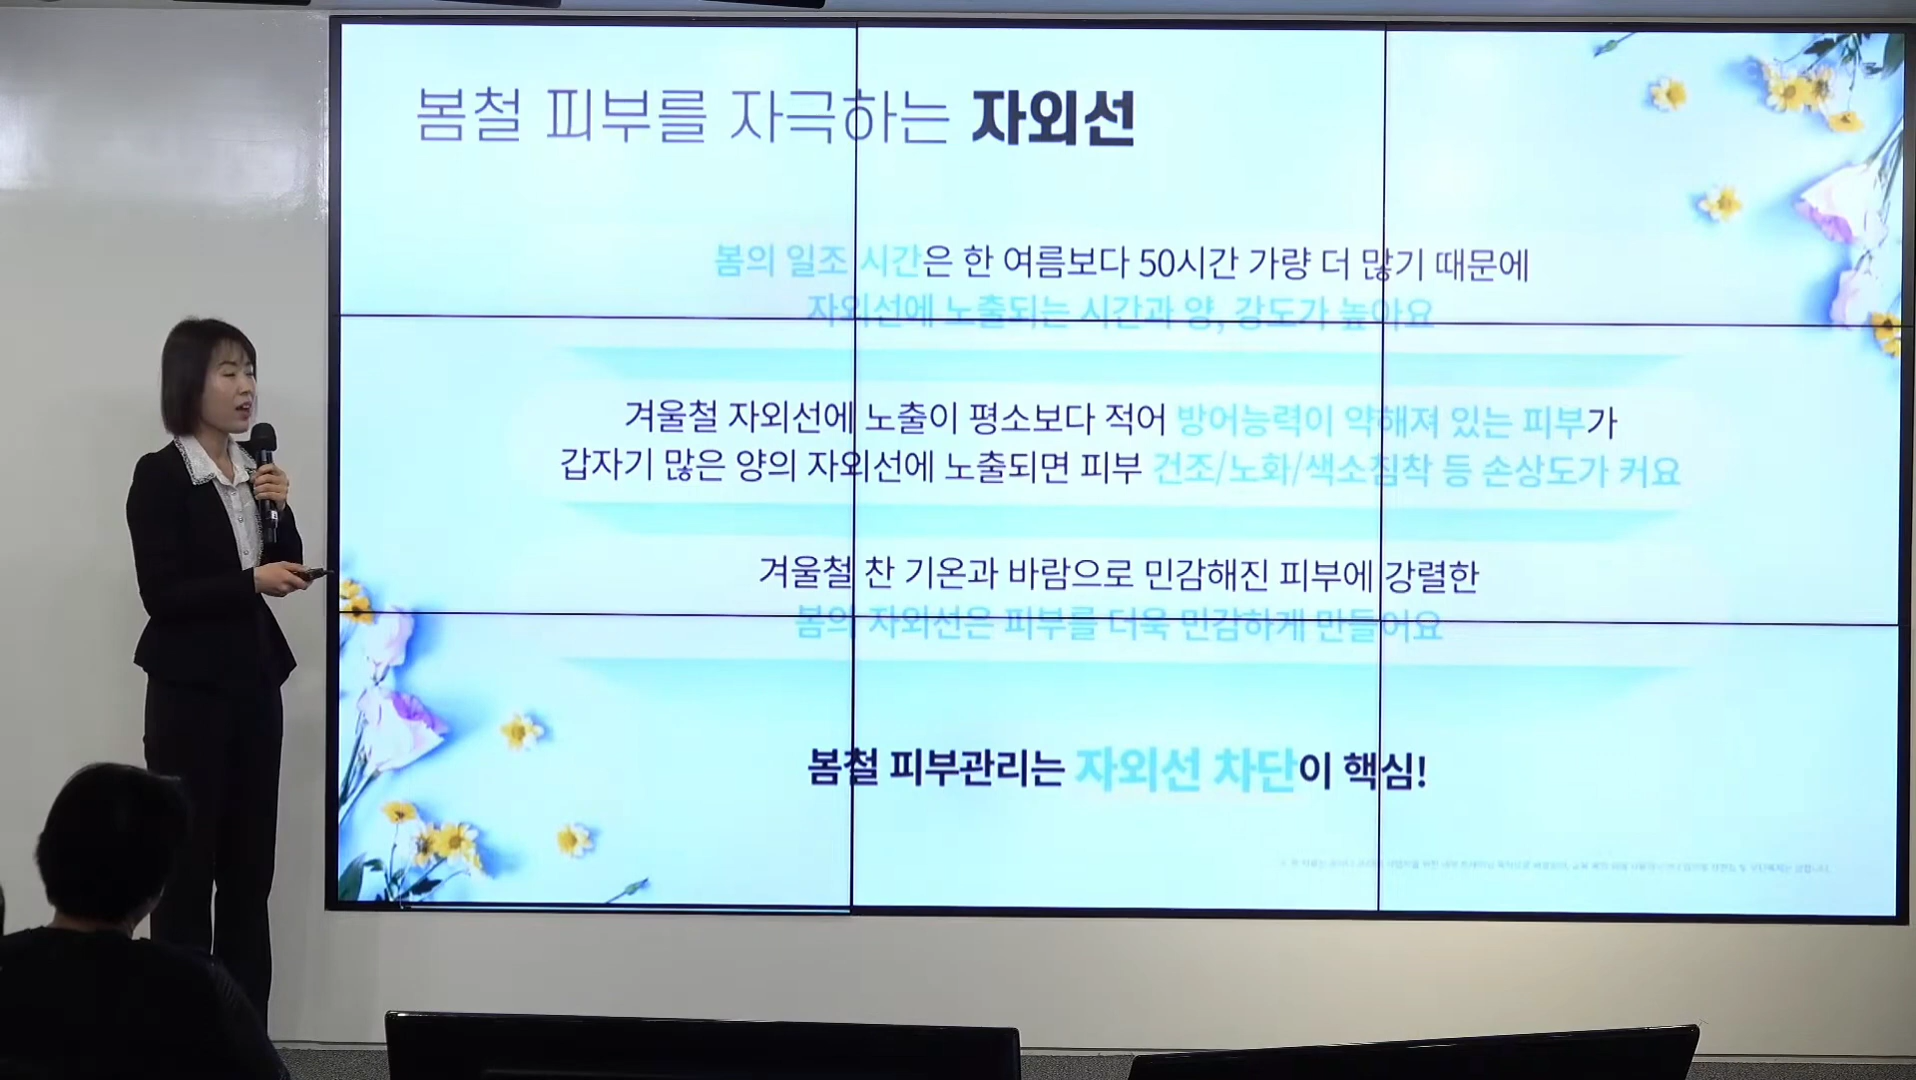 봄철 피부를 자극하는 자외선
봄의 일조 시간은 한 여름보다 50시간 가량 더 많기 때문에
자외선에 노출되는 시간과 양, 강도가 높아요
겨울철 자외선에 노출이 평소보다 적어 방어능력이 약해져 있는 피부가
갑자기 많은 양의 자외선에 노출되면 피부 건조/노화/색소침착 등 손상도가 커요
겨울철 찬 기온과 바람으로 민감해진 피부에 강렬한
봄의 자외선은 피부를 더욱 민감하게 만들어요
봄철 피부관리는 자외선 차단이 핵심!